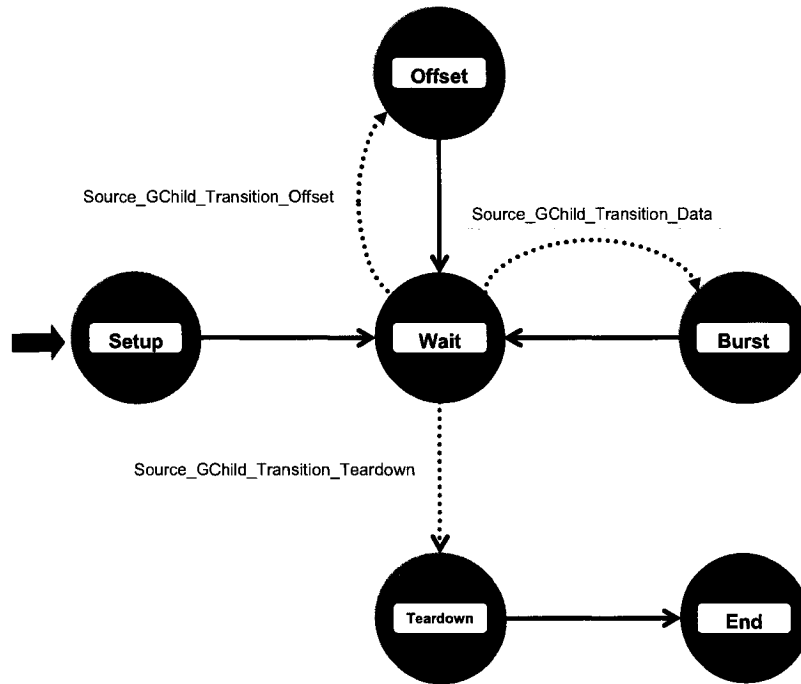 Offset
Source_GChild_Transition_Offset
Source_GChild_Transition_Data
Setup
Wait
Burst
Source_GChild_Transition_Teardown
Teardown
End